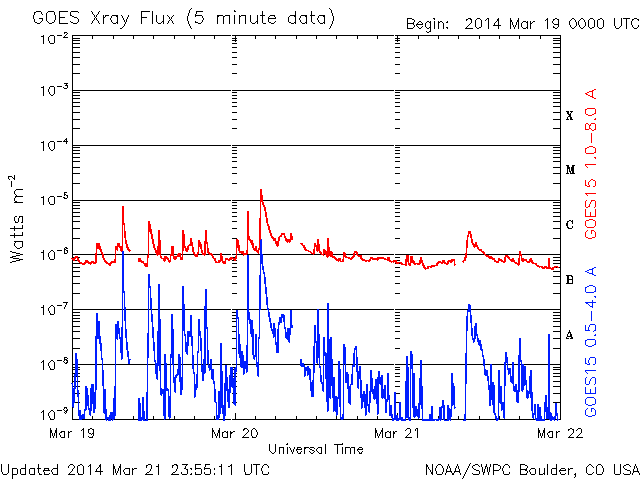 GOES Xray Flux (5 minute data)
Begin: 2014 Mar 19 0000 UTC
10⁻²
10⁻³
10⁻⁴
10⁻⁵
10⁻⁶
10⁻⁷
10⁻⁸
10⁻⁹
Watts m⁻²
X
M
C
B
A
GOES15 1.0–8.0 A
GOES15 0.5–4.0 A
Mar 19
Mar 20
Mar 21
Mar 22
Universal Time
Updated 2014 Mar 21 23:55:11 UTC
NOAA/SWPC Boulder, CO USA